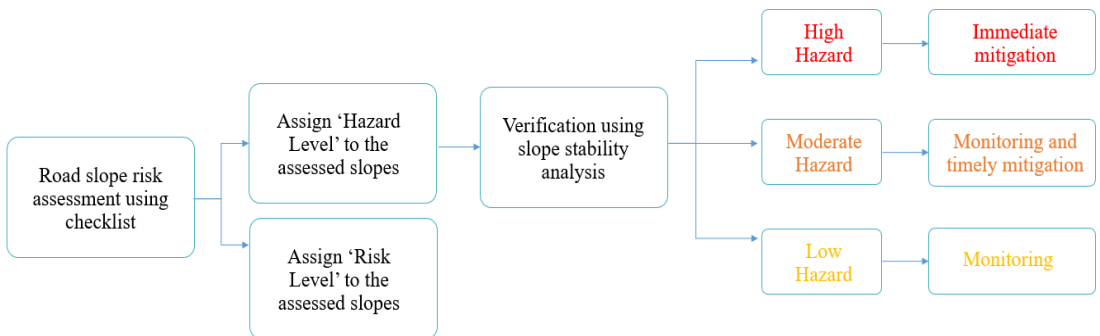 Road slope risk
assessment using
checklist
Assign ‘Hazard
Level’ to the
assessed slopes
Assign ‘Risk
Level’ to the
assessed slopes
Verification using
slope stability
analysis
High
Hazard
Immediate
mitigation
Moderate
Hazard
Monitoring and
timely mitigation
Low
Hazard
Monitoring